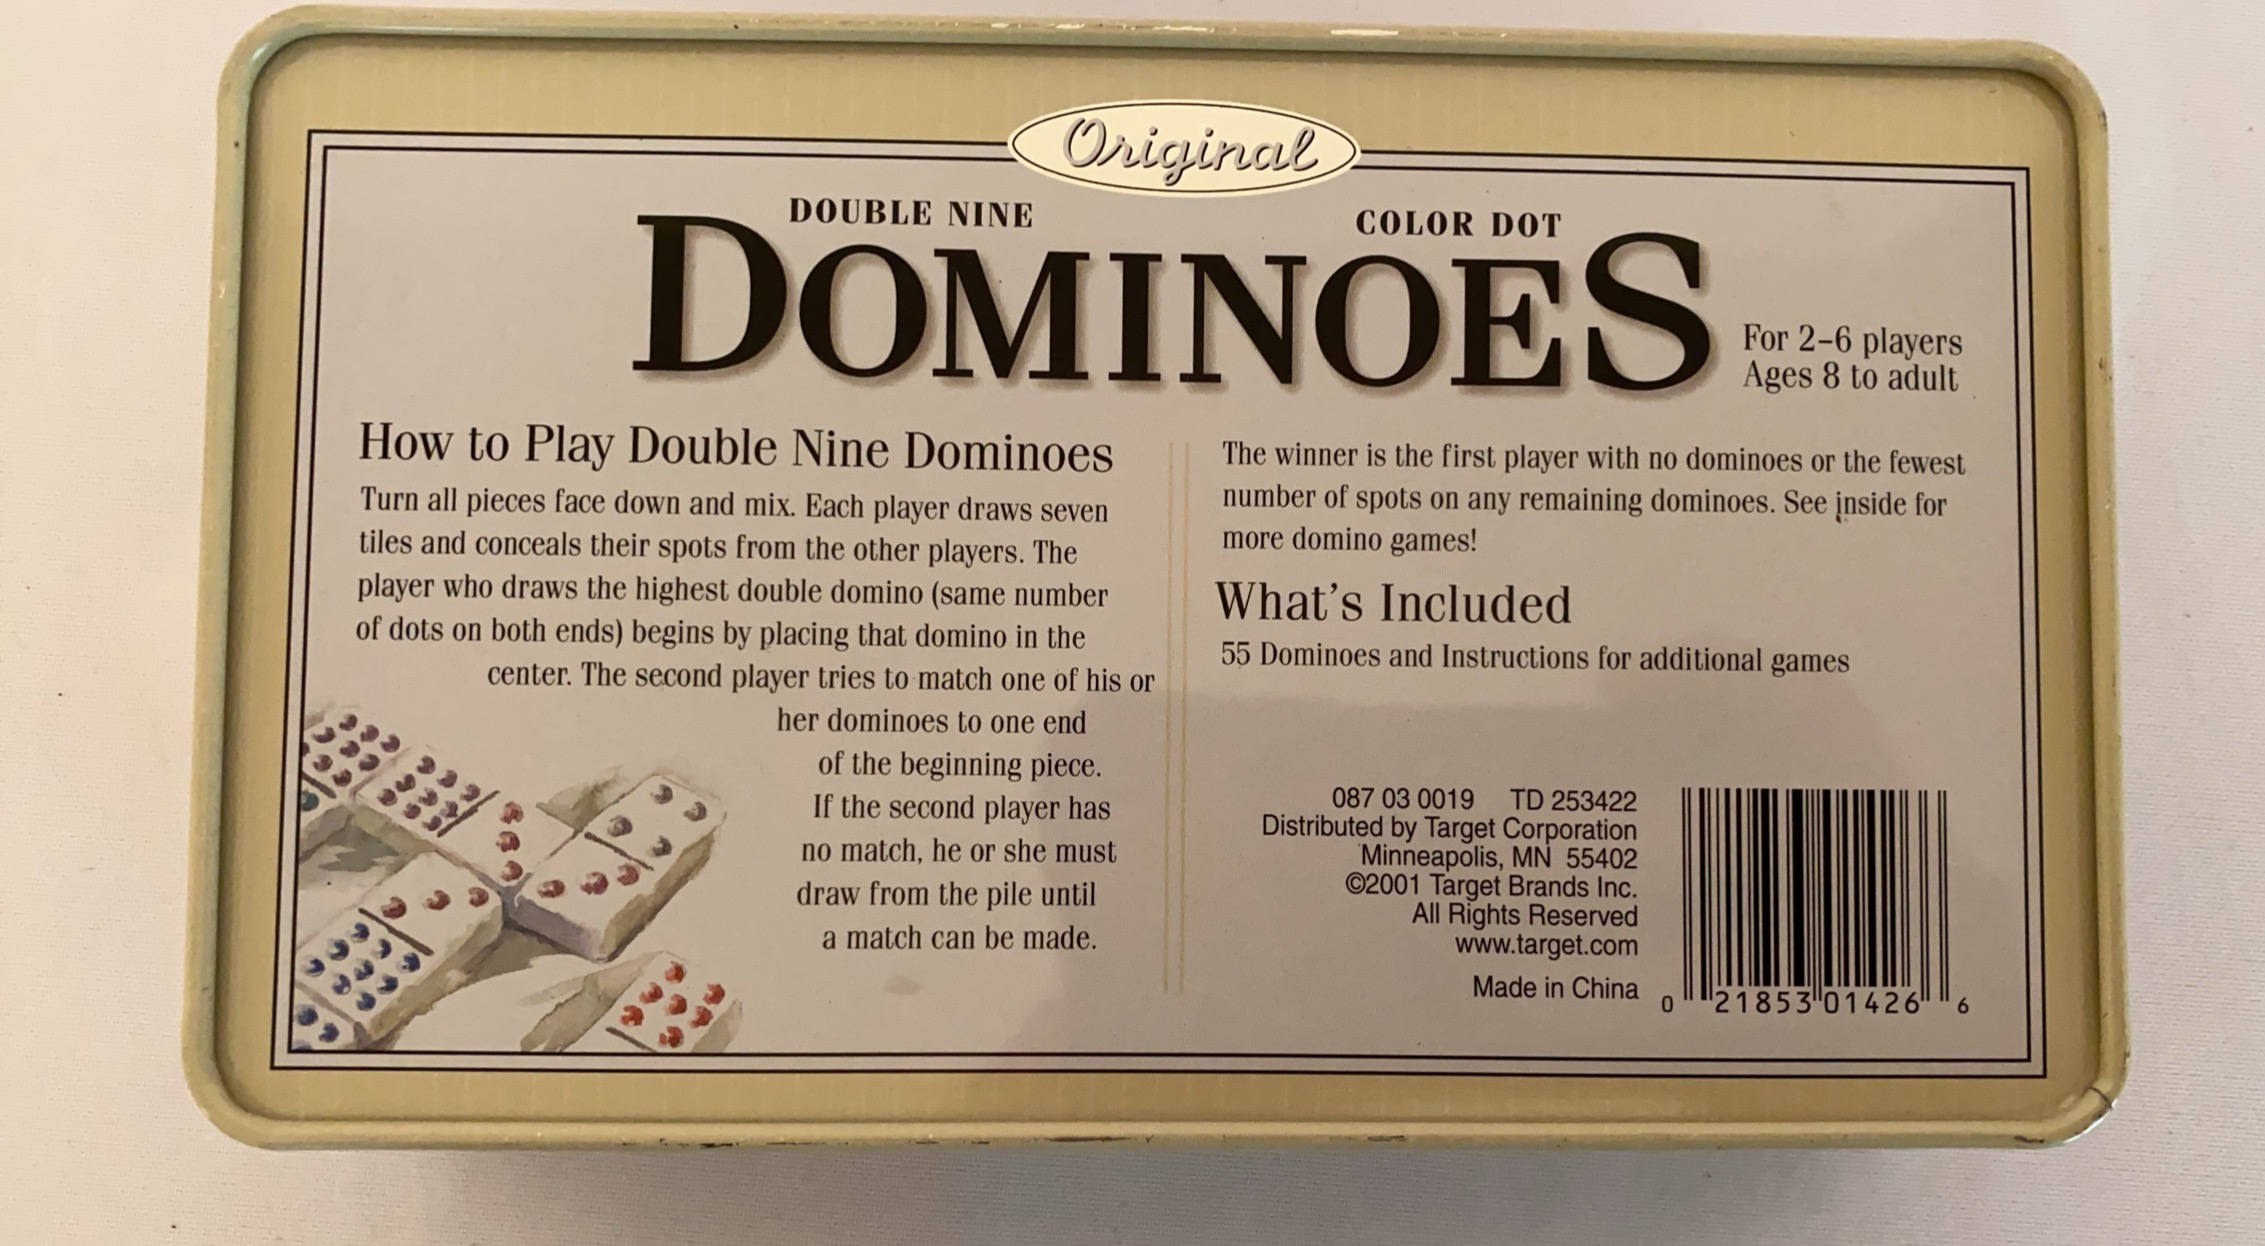 Original
DOUBLE NINE
COLOR DOT
DOMINOES
For 2–6 players
Ages 8 to adult
How to Play Double Nine Dominoes
Turn all pieces face down and mix. Each player draws seven
tiles and conceals their spots from the other players. The
player who draws the highest double domino (same number
of dots on both ends) begins by placing that domino in the
center. The second player tries to match one of his or
her dominoes to one end
of the beginning piece.
If the second player has
no match, he or she must
draw from the pile until
a match can be made.
The winner is the first player with no dominoes or the fewest
number of spots on any remaining dominoes. See inside for
more domino games!
What's Included
55 Dominoes and Instructions for additional games
087 03 0019 TD 253422
Distributed by Target Corporation
Minneapolis, MN 55402
©2001 Target Brands Inc.
All Rights Reserved
www.target.com
Made in China
0 21853 01426 6